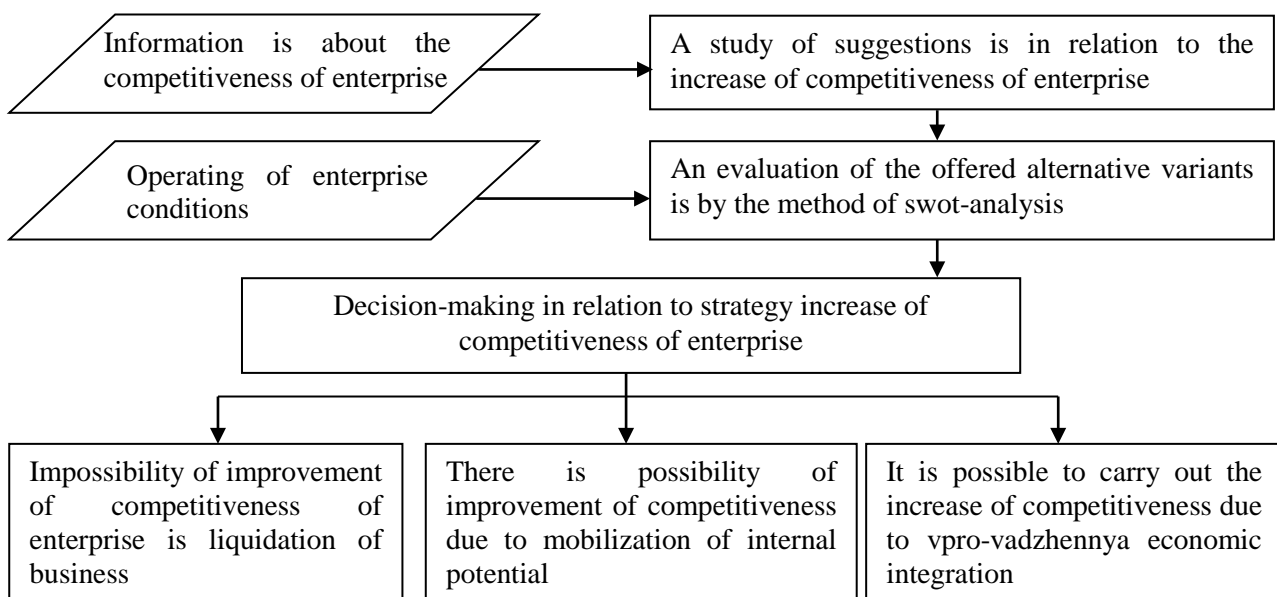 Information is about the
competitiveness of enterprise
A study of suggestions is in relation to the
increase of competitiveness of enterprise
Operating of enterprise
conditions
An evaluation of the offered alternative variants
is by the method of swot-analysis
Decision-making in relation to strategy increase of
competitiveness of enterprise
Impossibility of improvement
of competitiveness of
enterprise is liquidation of
business
There is possibility of
improvement of competitiveness
due to mobilization of internal
potential
It is possible to carry out the
increase of competitiveness due
to vpro-vadzhennya economic
integration